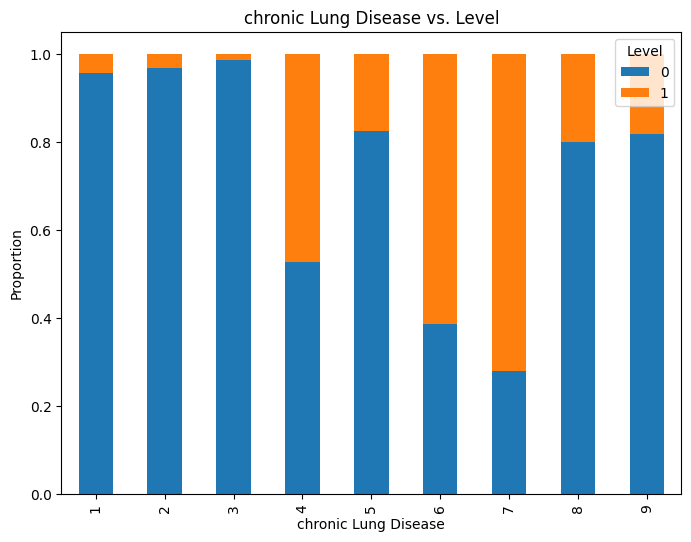 chronic Lung Disease vs. Level
Level
0
1
1.0
0.8
0.6
0.4
0.2
0.0
Proportion
1 2 3 4 5 6 7 8 9
chronic Lung Disease